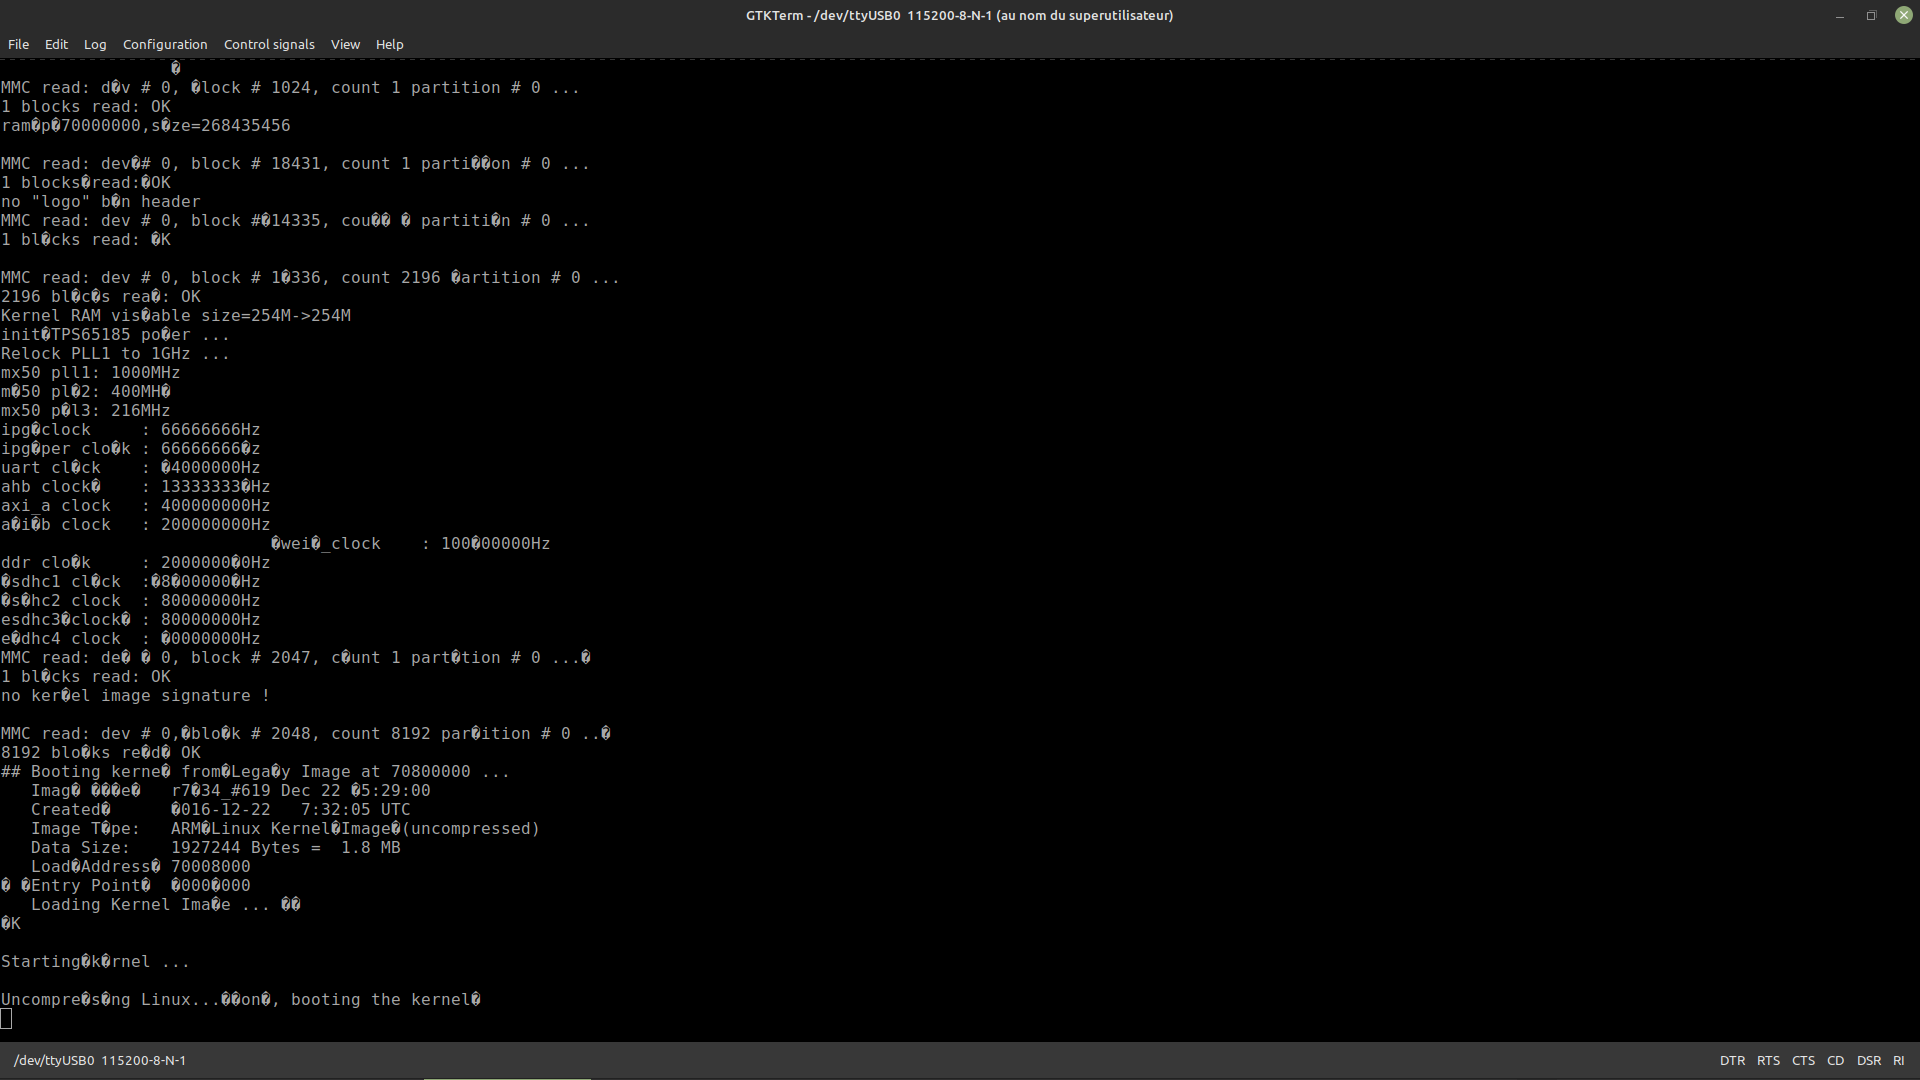 GTKTerm - /dev/ttyUSB0 115200-8-N-1 (au nom du superutilisateur)
File Edit Log Configuration Control signals View Help
�
MMC read: d�v # 0, �lock # 1024, count 1 partition # 0 ...
1 blocks read: OK
ram�p�70000000,s�ze=268435456
MMC read: dev�# 0, block # 18431, count 1 parti��on # 0 ...
1 blocks�read:�OK
no "logo" b�n header
MMC read: dev # 0, block #�14335, cou�� � partiti�n # 0 ...
1 bl�cks read: �K
MMC read: dev # 0, block # 1�336, count 2196 �artition # 0 ...
2196 bl�c�s rea�: OK
Kernel RAM vis�able size=254M->254M
init�TPS65185 po�er ...
Relock PLL1 to 1GHz ...
mx50 pll1: 1000MHz
m�50 pl�2: 400MH�
mx50 p�l3: 216MHz
ipg�clock     : 66666666Hz
ipg�per clo�k : 66666666�z
uart cl�ck    : �4000000Hz
ahb clock�    : 13333333�Hz
axi_a clock   : 400000000Hz
a�i�b clock   : 200000000Hz
�wei�_clock    : 100�00000Hz
ddr clo�k     : 2000000�0Hz
�sdhc1 cl�ck  :�8�00000�Hz
�s�hc2 clock  : 80000000Hz
esdhc3�clock� : 80000000Hz
e�dhc4 clock  : �0000000Hz
MMC read: de� � 0, block # 2047, c�unt 1 part�tion # 0 ...�
1 bl�cks read: OK
no ker�el image signature !
MMC read: dev # 0,�blo�k # 2048, count 8192 par�ition # 0 ..�
8192 blo�ks re�d� OK
## Booting kerne� from�Lega�y Image at 70800000 ...
Imag� ���e�   r7�34_#619 Dec 22 �5:29:00
Created�      �016-12-22   7:32:05 UTC
Image T�pe:   ARM�Linux Kernel�Image�(uncompressed)
Data Size:    1927244 Bytes =  1.8 MB
Load�Address� 70008000
� �Entry Point�  �000�000
Loading Kernel Ima�e ... ��
�K
Starting�k�rnel ...
Uncompre�s�ng Linux...��on�, booting the kernel�
/dev/ttyUSB0 115200-8-N-1 DTR RTS CTS CD DSR RI